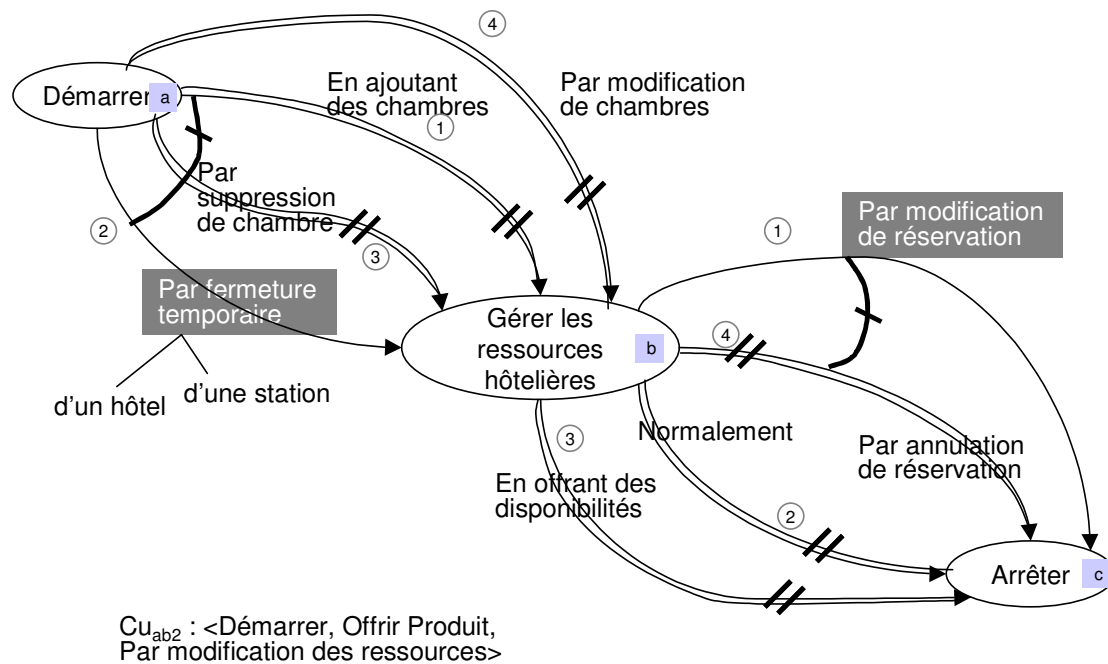 4
En ajoutant
des chambres
1
Par modification
de chambres
Démarrer a
Par
suppression
de chambre
2
3
Par fermeture
temporaire
d’un hôtel
d’une station
1
Par modification
de réservation
Gérer les
ressources
hôtelières
b
4
Normalement
3
Par annulation
de réservation
En offrant des
disponibilités
2
Arrêter c
Cuab2 : <Démarrer, Offrir Produit,
Par modification des ressources>